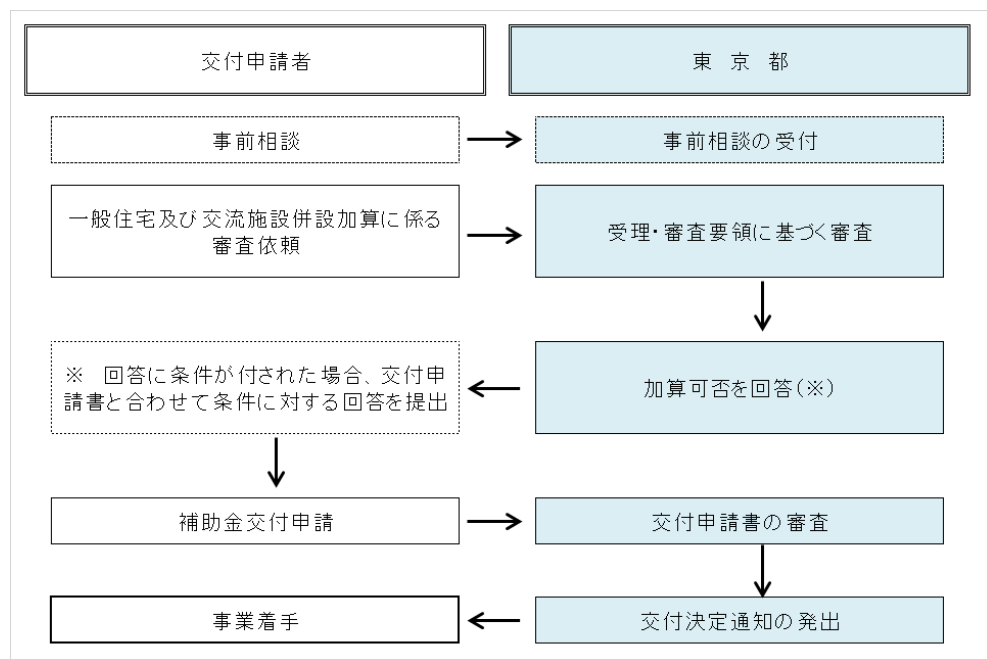 交付申請者
東 京 都
事前相談
事前相談の受付
一般住宅及び交流施設併設加算に係る
審査依頼
受理・審査要領に基づく審査
※ 回答に条件が付された場合、交付申
請書と合わせて条件に対する回答を提出
加算可否を回答(※)
補助金交付申請
交付申請書の審査
事業着手
交付決定通知の発出